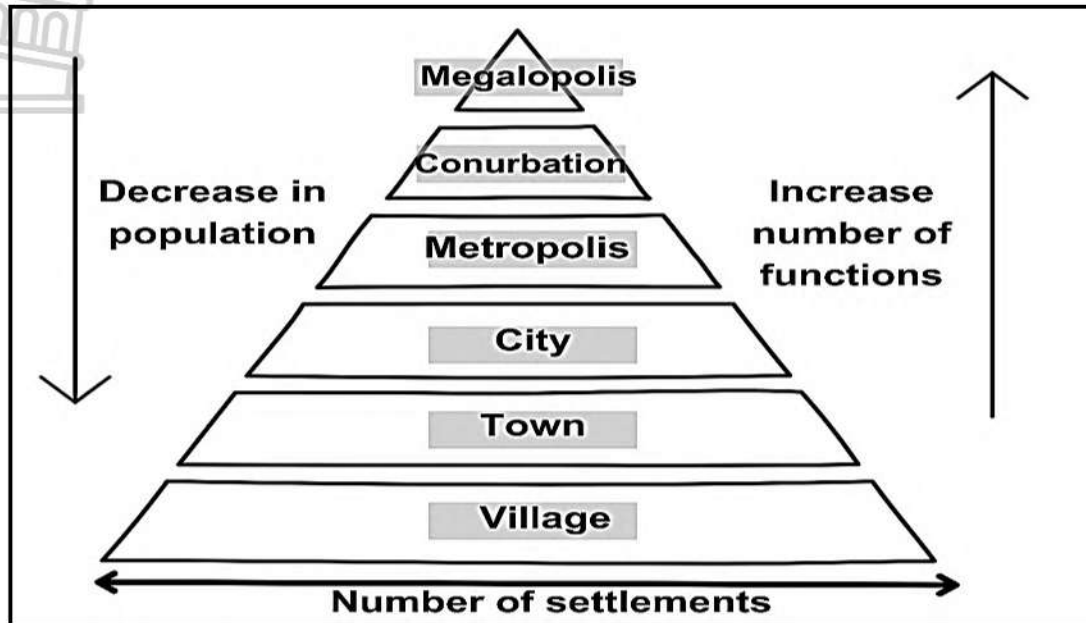 Megalopolis
Conurbation
Metropolis
City
Town
Village
Decrease in
population
Increase
number of
functions
Number of settlements